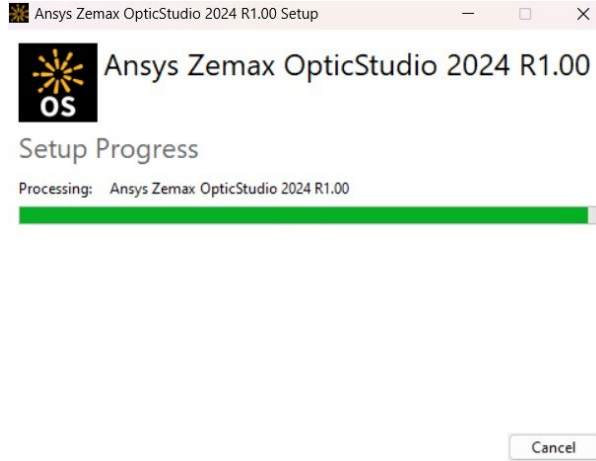 Ansys Zemax OpticStudio 2024 R1.00 Setup
OS
Ansys Zemax OpticStudio 2024 R1.00
Setup Progress
Processing: Ansys Zemax OpticStudio 2024 R1.00
Cancel